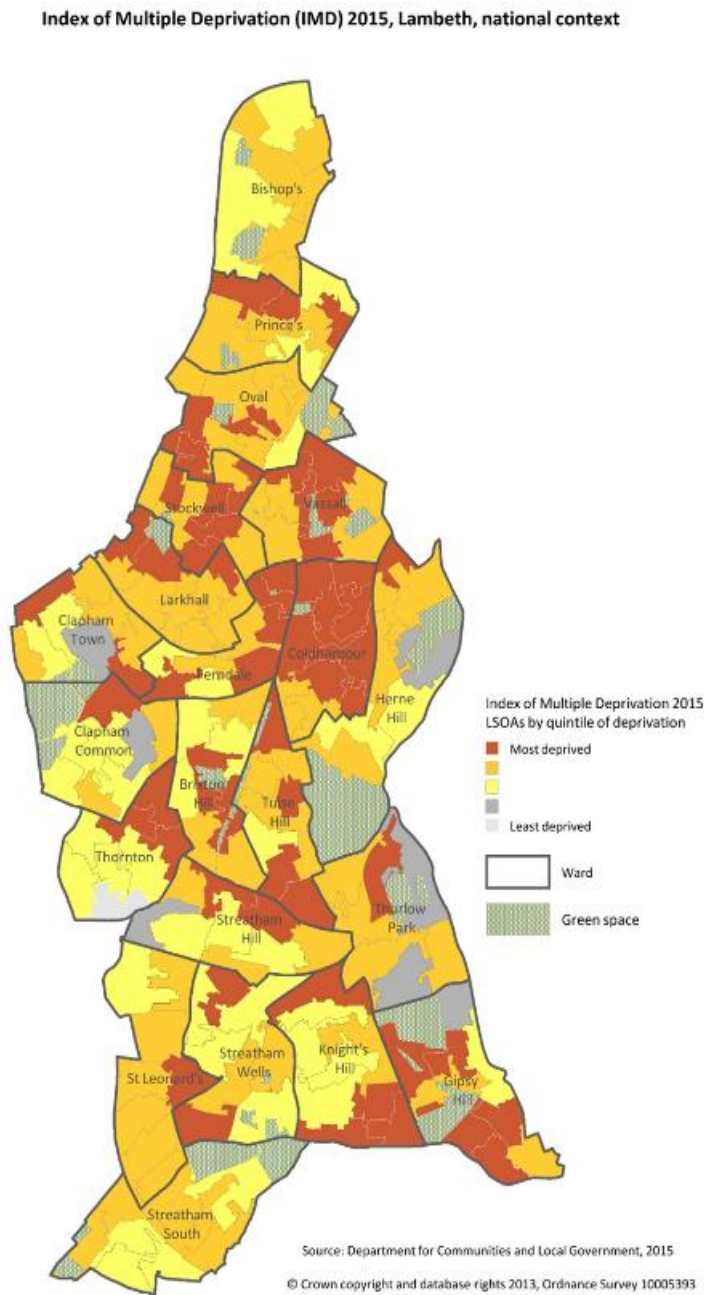 Index of Multiple Deprivation (IMD) 2015, Lambeth, national context
Bishop's
Prince's
Oval
Stockwell
Vassall
Larkhall
Clapham
Town
Ferndale
Coldharbour
Herne
Hill
Clapham
Common
Brixton
Hill
Tulse
Hill
Thornton
Thurlow
Park
Streatham
Hill
Streatham
Wells
Knight's
Hill
St Leonard's
Gipsy
Hill
Streatham
South
Index of Multiple Deprivation 2015
LSOAs by quintile of deprivation
Most deprived
Least deprived
Ward
Green space
Source: Department for Communities and Local Government, 2015
© Crown copyright and database rights 2013, Ordnance Survey 10005393